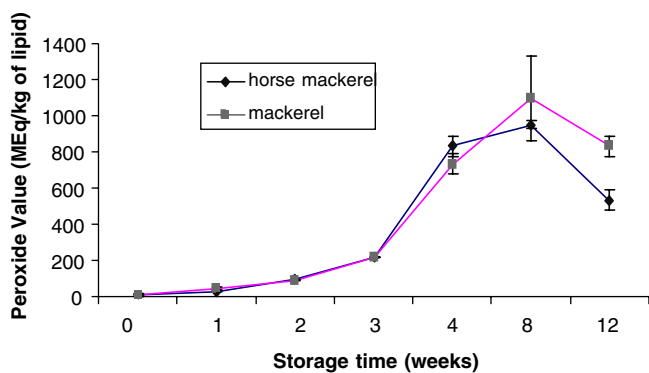 Peroxide Value (MEq/kg of lipid)
1400
1200
1000
800
600
400
200
0
horse mackerel
mackerel
0 1 2 3 4 8 12
Storage time (weeks)